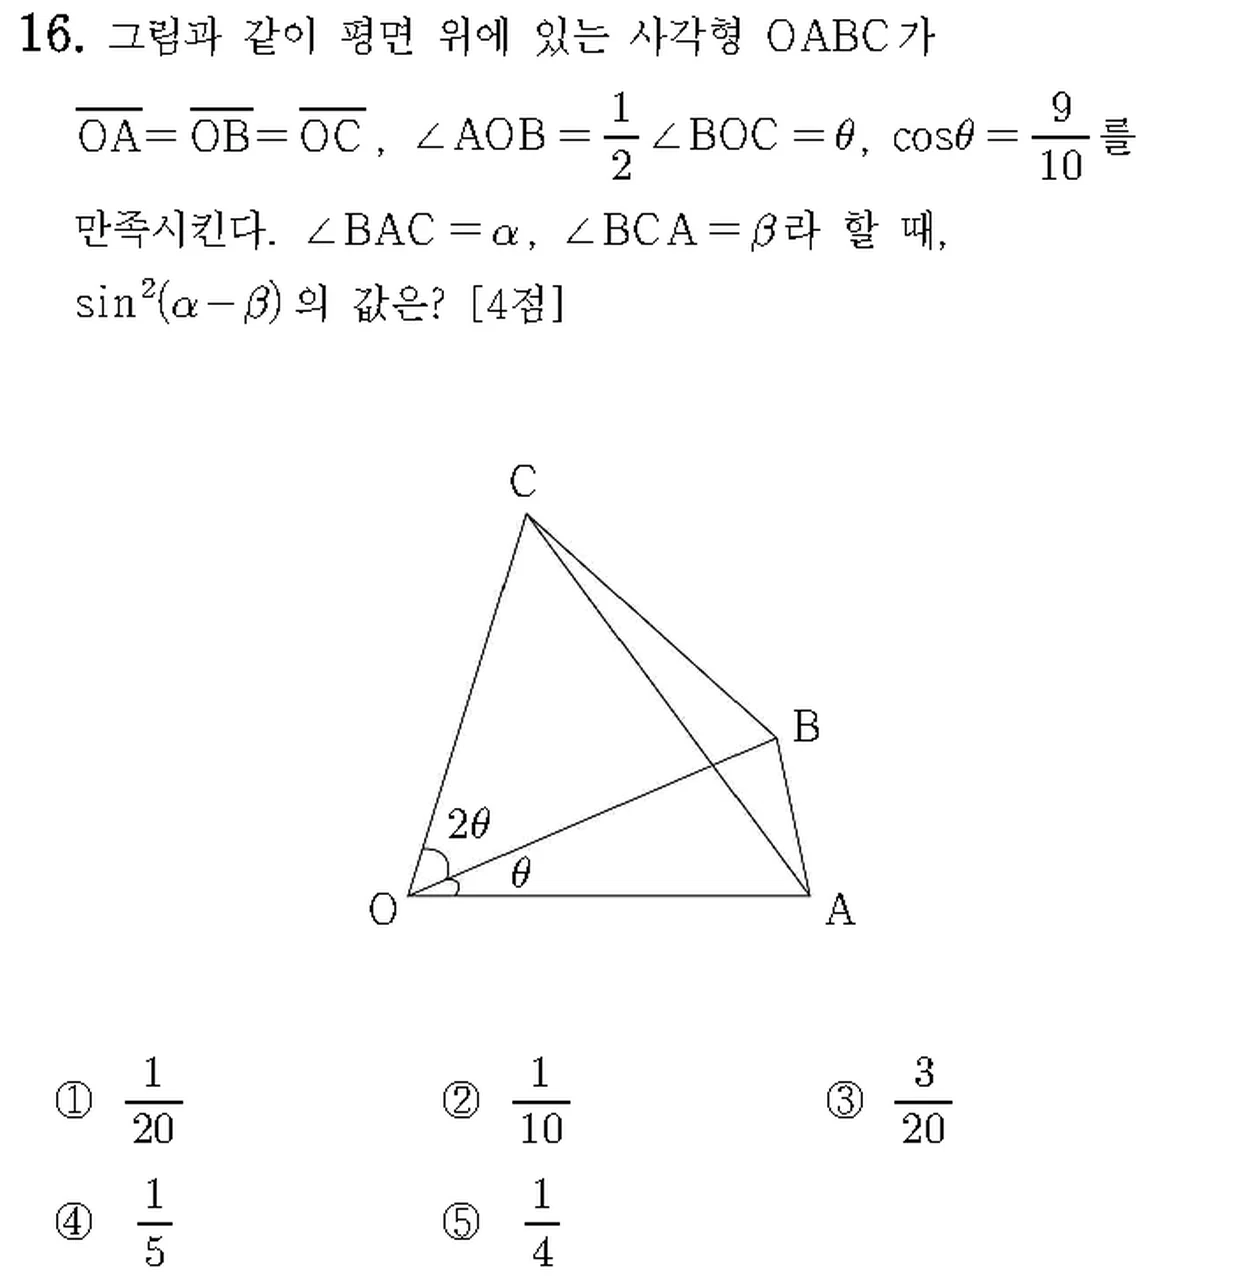 16. 그림과 같이 평면 위에 있는 사각형 OABC가
OA= OB= OC, ∠AOB = 1/2 ∠BOC = θ, cosθ = 9/10 를
만족시킨다. ∠BAC = α, ∠BCA = β라 할 때,
sin²(α-β)의 값은? [4점]
C
B
2θ
θ
O
A
① 1/20 ② 1/10 ③ 3/20
④ 1/5 ⑤ 1/4